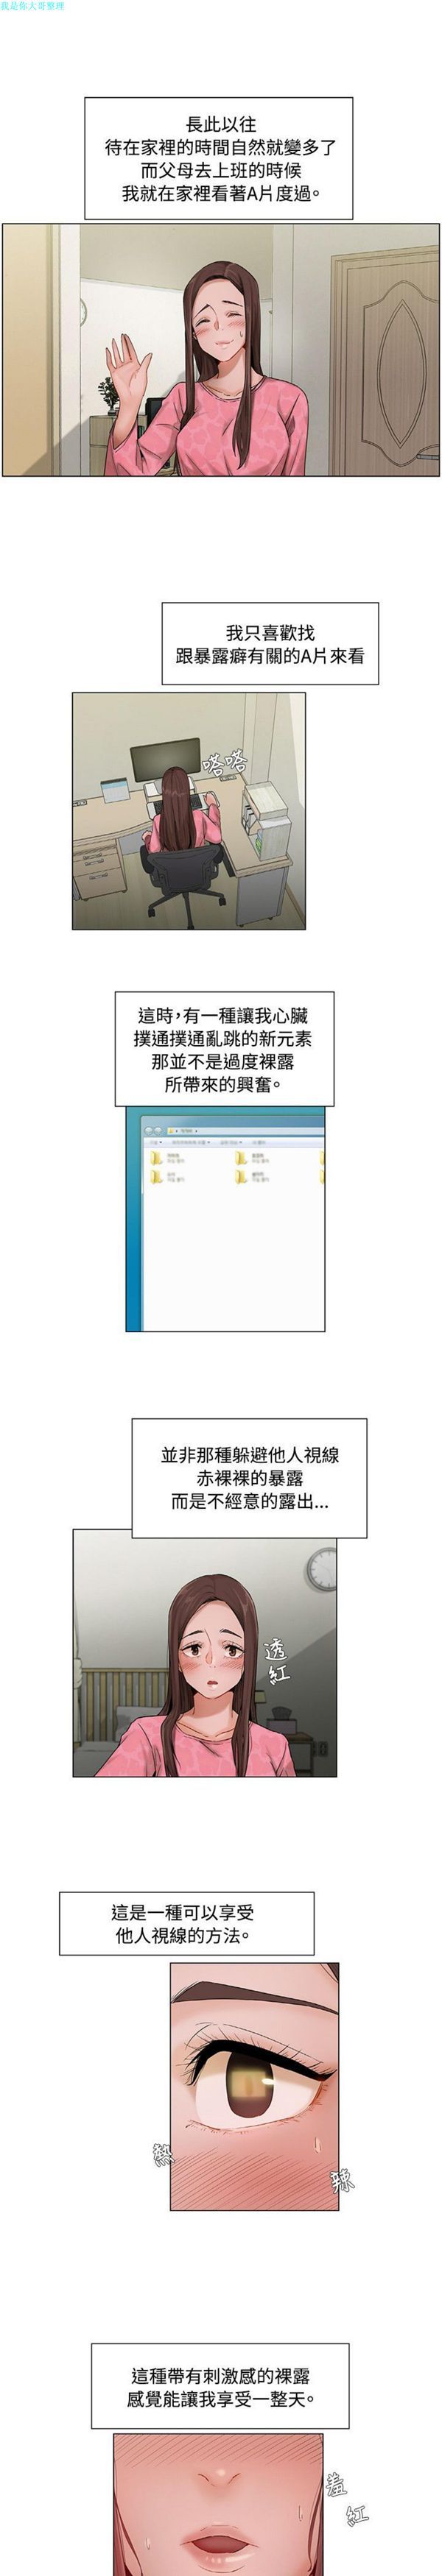 我是你大哥整理
長此以往
待在家裡的時間自然就變多了
而父母去上班的時候
我就在家裡看著A片度過。
我只喜歡找
跟暴露癖有關的A片來看
嗒嗒
這時,有一種讓我心臟
撲通撲通亂跳的新元素
那並不是過度裸露
所帶來的興奮。
並非那種躲避他人視線
赤裸裸的暴露
而是不經意的露出...
透
紅
這是一種可以享受
他人視線的方法。
熱
辣
這種帶有刺激感的裸露
感覺能讓我享受一整天。
羞
紅